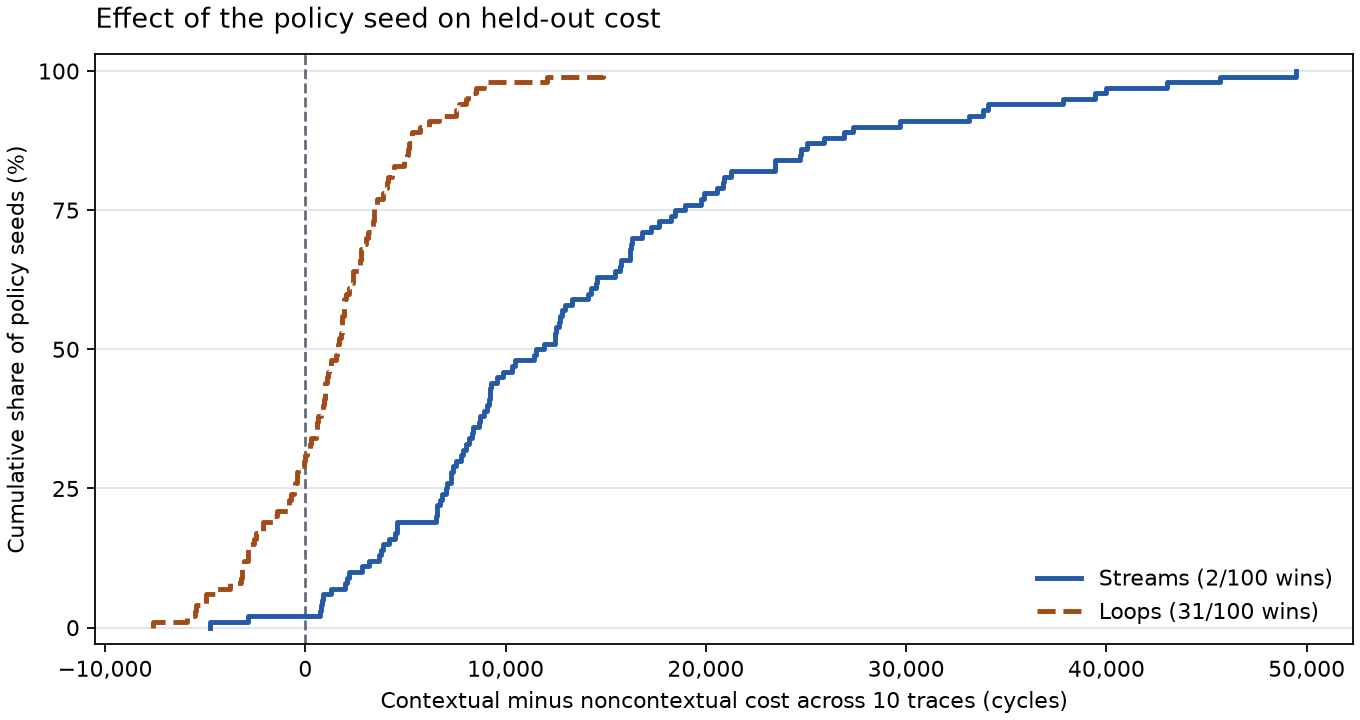 Effect of the policy seed on held-out cost
Cumulative share of policy seeds (%)
100
75
50
25
0
Streams (2/100 wins)
Loops (31/100 wins)
−10,000
0
10,000
20,000
30,000
40,000
50,000
Contextual minus noncontextual cost across 10 traces (cycles)